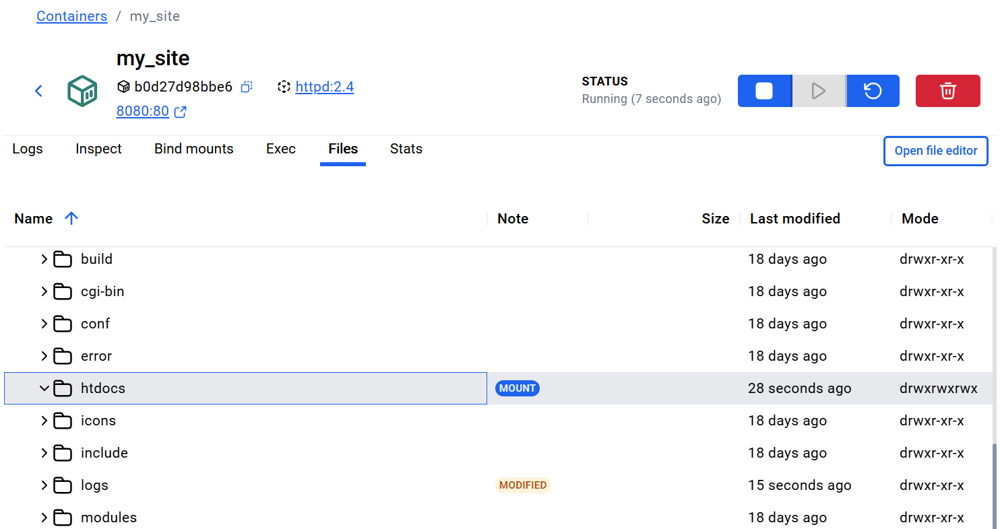 Containers / my_site
my_site
b0d27d98bbe6 httpd:2.4
8080:80
STATUS
Running (7 seconds ago)
Logs Inspect Bind mounts Exec Files Stats Open file editor
Name Note Size Last modified Mode
build 18 days ago drwxr-xr-x
cgi-bin 18 days ago drwxr-xr-x
conf 18 days ago drwxr-xr-x
error 18 days ago drwxr-xr-x
htdocs MOUNT 28 seconds ago drwxrwxrwx
icons 18 days ago drwxr-xr-x
include 18 days ago drwxr-xr-x
logs MODIFIED 15 seconds ago drwxr-xr-x
modules 18 days ago drwxr-xr-x